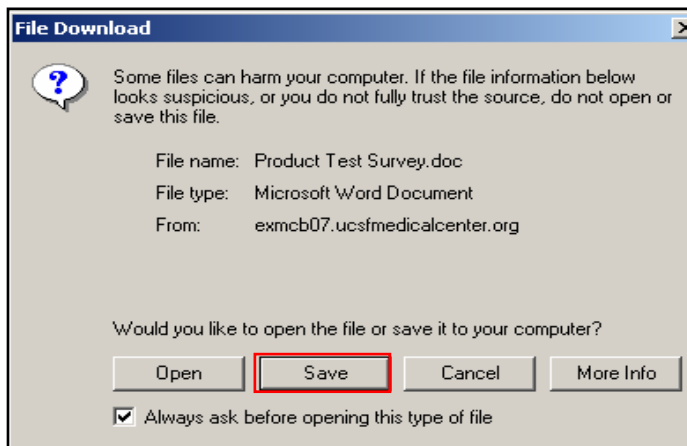 File Download
Some files can harm your computer. If the file information below
looks suspicious, or you do not fully trust the source, do not open or
save this file.
File name: Product Test Survey.doc
File type: Microsoft Word Document
From: exmcb07.ucsfmedicalcenter.org
Would you like to open the file or save it to your computer?
Open Save Cancel More Info
Always ask before opening this type of file